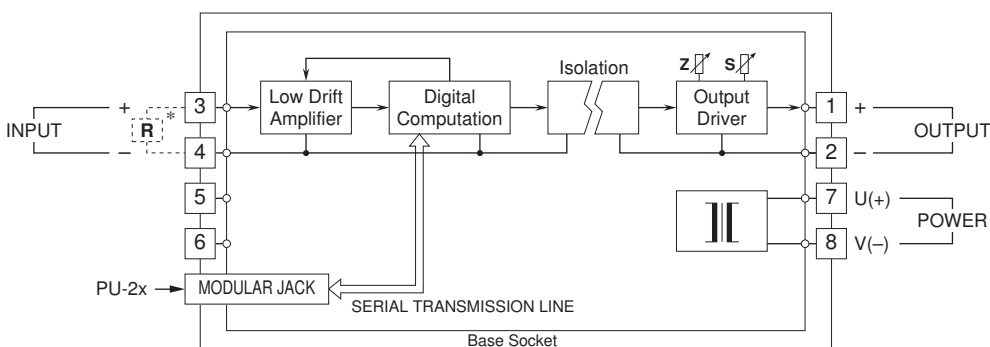 Isolation
Z S
Low Drift
Amplifier
Digital
Computation
Output
Driver
INPUT
+
R
*
–
3
4
5
6
1
+
2
–
OUTPUT
7
U(+)
8
V(–)
POWER
PU-2x
MODULAR JACK
SERIAL TRANSMISSION LINE
Base Socket